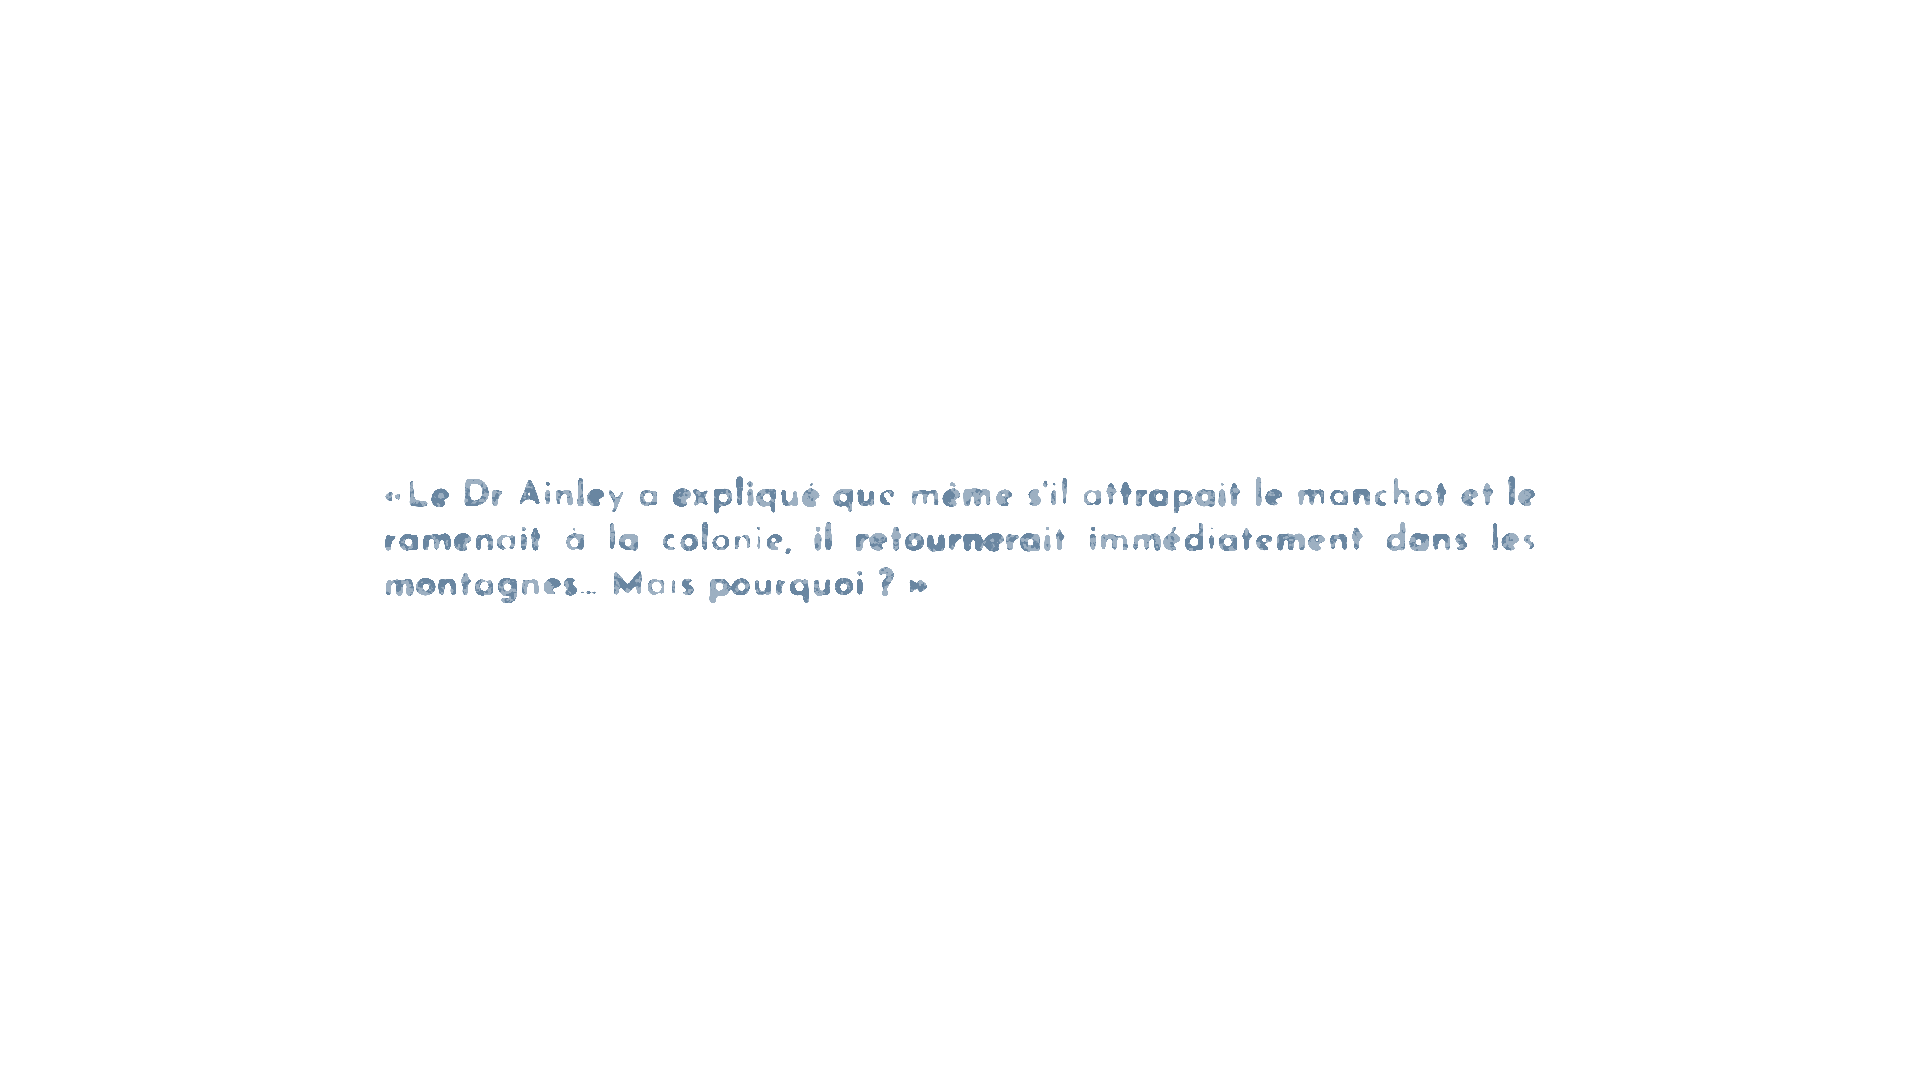 «Le Dr Ainley a expliqué que même s'il attrapait le manchot et le
ramenait à la colonie, il retournerait immédiatement dans les
montagnes... Mais pourquoi ? »